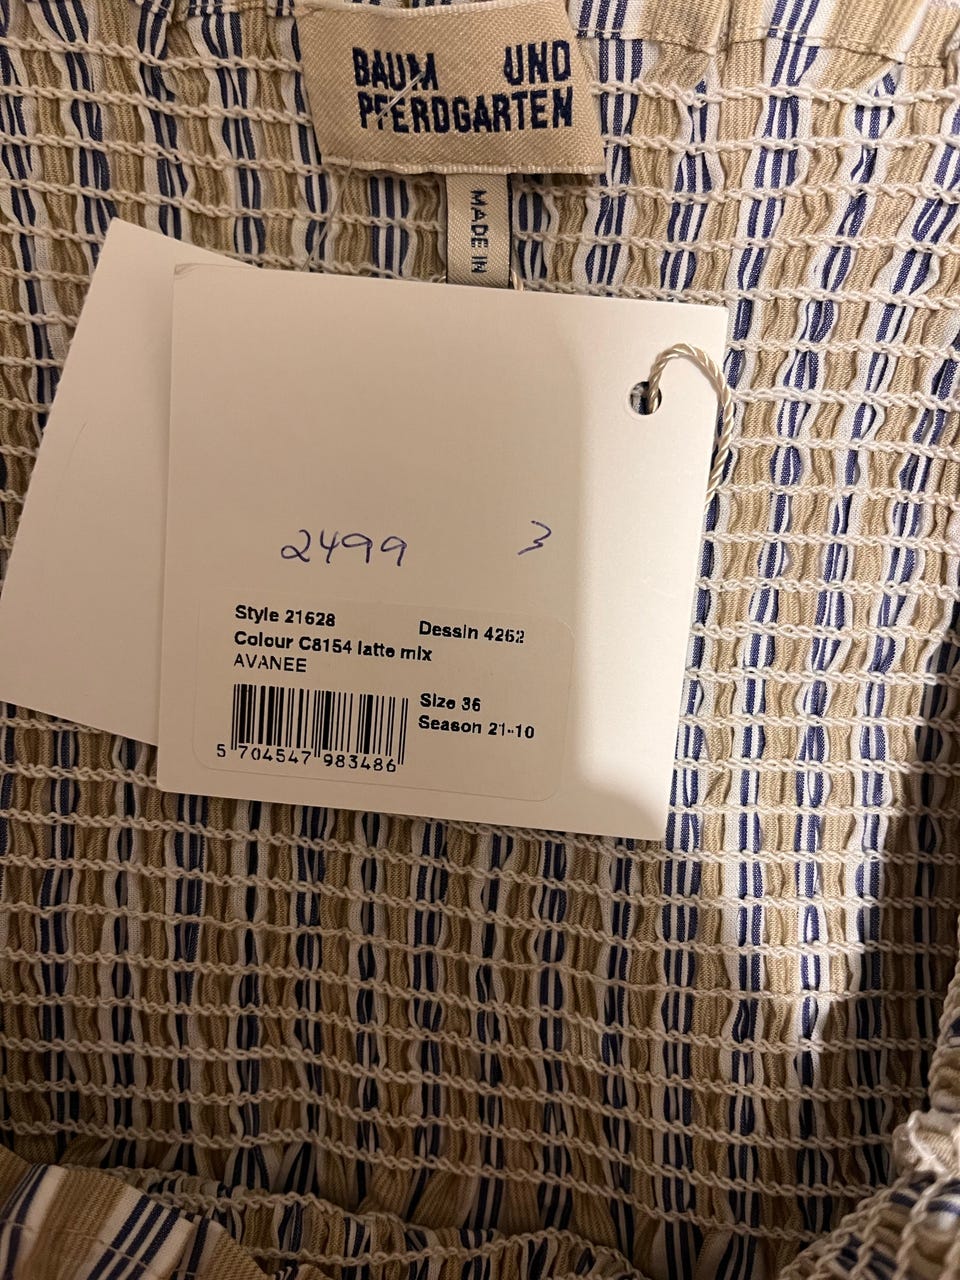 BAUM UND
PFERDGARTEN
MADE IN
2499 3
Style 21628 Dessin 4262
Colour C8154 latte mix
AVANEE
Size 36
Season 21-10
5 704547 983486